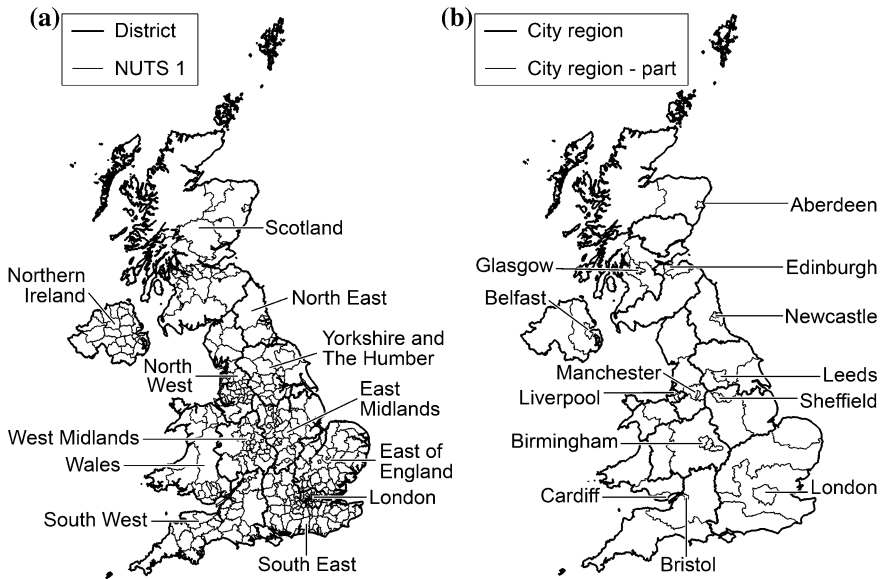 (a)
District
NUTS 1
Scotland
Northern
Ireland
North East
Yorkshire and
The Humber
North
West
East
Midlands
West Midlands
East of
England
Wales
London
South West
South East
(b)
City region
City region - part
Aberdeen
Glasgow
Edinburgh
Belfast
Newcastle
Manchester
Leeds
Liverpool
Sheffield
Birmingham
London
Cardiff
Bristol